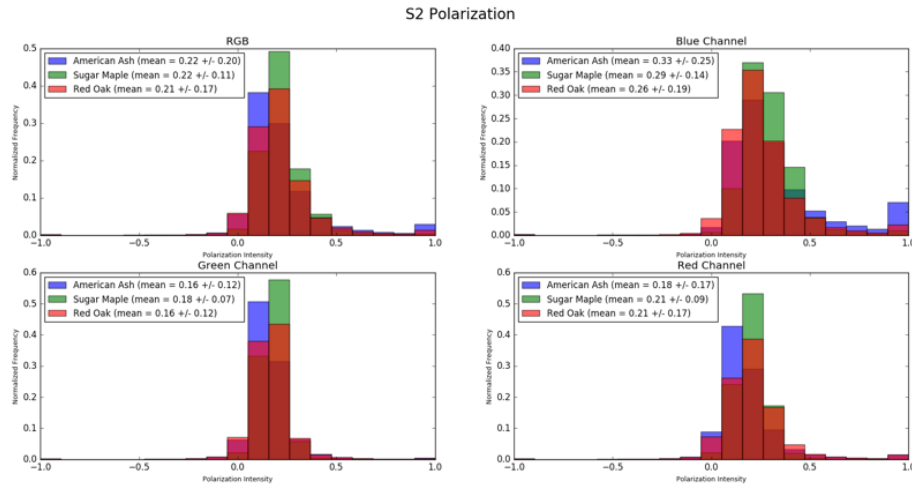 S2 Polarization
RGB
American Ash (mean = 0.22 +/- 0.20)
Sugar Maple (mean = 0.22 +/- 0.11)
Red Oak (mean = 0.21 +/- 0.17)
Normalized Frequency
0.5
0.4
0.3
0.2
0.1
0.0
−1.0 −0.5 0.0 0.5 1.0
Polarization Intensity
Blue Channel
American Ash (mean = 0.33 +/- 0.25)
Sugar Maple (mean = 0.29 +/- 0.14)
Red Oak (mean = 0.26 +/- 0.19)
Normalized Frequency
0.40
0.35
0.30
0.25
0.20
0.15
0.10
0.05
0.00
−1.0 −0.5 0.0 0.5 1.0
Polarization Intensity
Green Channel
American Ash (mean = 0.16 +/- 0.12)
Sugar Maple (mean = 0.18 +/- 0.07)
Red Oak (mean = 0.16 +/- 0.12)
Normalized Frequency
0.6
0.5
0.4
0.3
0.2
0.1
0.0
−1.0 −0.5 0.0 0.5 1.0
Polarization Intensity
Red Channel
American Ash (mean = 0.18 +/- 0.17)
Sugar Maple (mean = 0.21 +/- 0.09)
Red Oak (mean = 0.21 +/- 0.17)
Normalized Frequency
0.6
0.5
0.4
0.3
0.2
0.1
0.0
−1.0 −0.5 0.0 0.5 1.0
Polarization Intensity